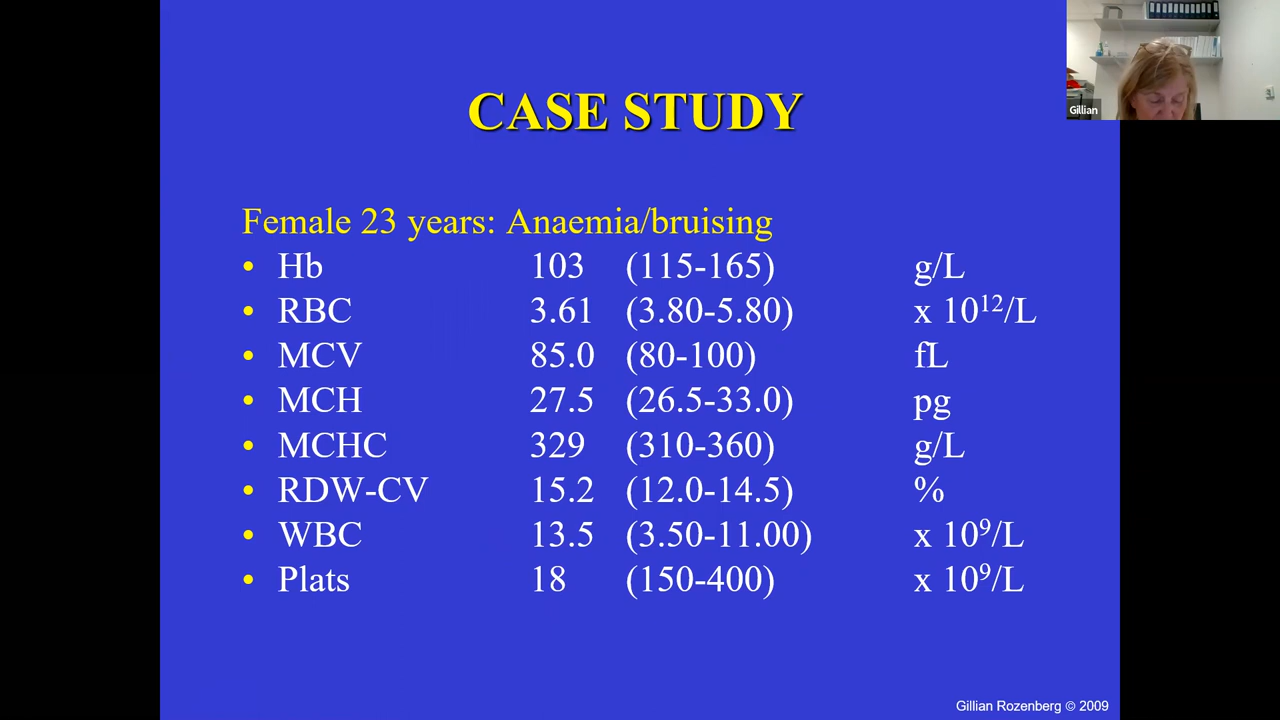 CASE STUDY
Gillian
Female 23 years: Anaemia/bruising
• Hb 103 (115-165) g/L
• RBC 3.61 (3.80-5.80) x 10¹²/L
• MCV 85.0 (80-100) fL
• MCH 27.5 (26.5-33.0) pg
• MCHC 329 (310-360) g/L
• RDW-CV 15.2 (12.0-14.5) %
• WBC 13.5 (3.50-11.00) x 10⁹/L
• Plats 18 (150-400) x 10⁹/L
Gillian Rozenberg © 2009